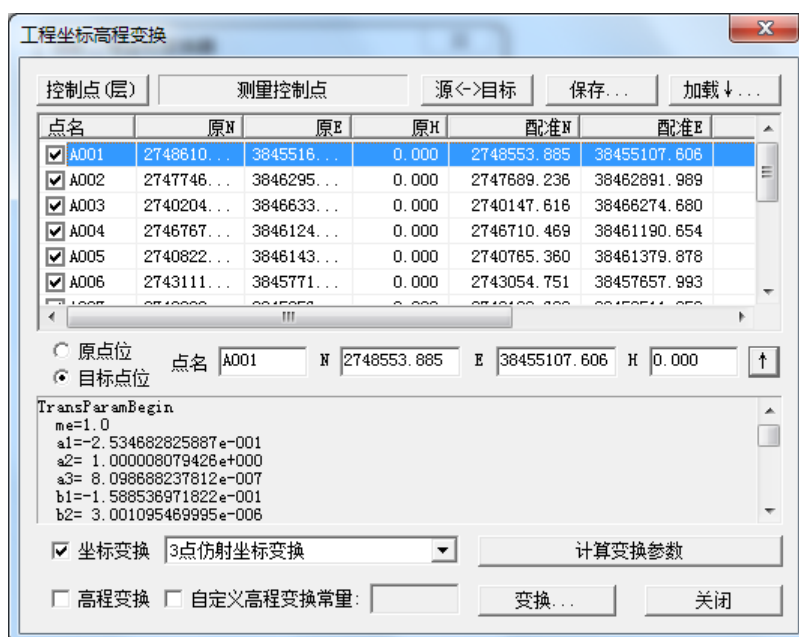 工程坐标高程变换
控制点(层) 测量控制点 源<->目标 保存... 加载↓...
点名 原N 原E 原H 配准N 配准E
A001 2748610... 3845516... 0.000 2748553.885 38455107.606
A002 2747746... 3846295... 0.000 2747689.236 38462891.989
A003 2740204... 3846633... 0.000 2740147.616 38466274.680
A004 2746767... 3846124... 0.000 2746710.469 38461190.654
A005 2740822... 3846143... 0.000 2740765.360 38461379.878
A006 2743111... 3845771... 0.000 2743054.751 38457657.993
原点位
目标点位 点名 A001 N 2748553.885 E 38455107.606 H 0.000 ↑
TransParamBegin
me=1.0
a1=-2.534682825887e-001
a2= 1.000008079426e+000
a3= 8.098688237812e-007
b1=-1.588536971822e-001
b2= 3.001095469995e-006
坐标变换 3点仿射坐标变换 计算变换参数
高程变换 自定义高程变换常量: 变换... 关闭